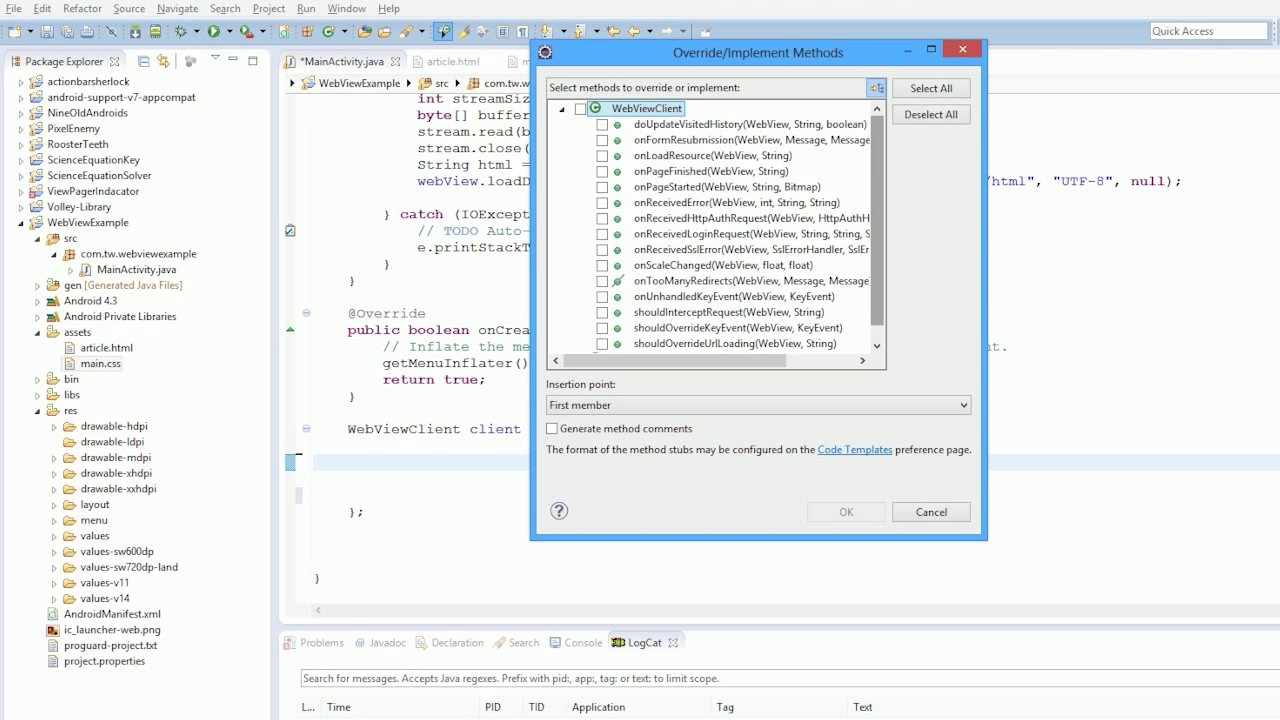 File Edit Refactor Source Navigate Search Project Run Window Help
Quick Access
Package Explorer
actionbarsherlock
android-support-v7-appcompat
NineOldAndroids
PixelEnemy
RoosterTeeth
ScienceEquationKey
ScienceEquationSolver
ViewPagerIndacator
Volley-Library
WebViewExample
src
com.tw.webviewexample
MainActivity.java
gen [Generated Java Files]
Android 4.3
Android Private Libraries
assets
article.html
main.css
bin
libs
res
drawable-hdpi
drawable-ldpi
drawable-mdpi
drawable-xhdpi
drawable-xxhdpi
layout
menu
values
values-sw600dp
values-sw720dp-land
values-v11
values-v14
AndroidManifest.xml
ic_launcher-web.png
proguard-project.txt
project.properties
*MainActivity.java article.html
WebViewExample src com.tw
int streamSiz
byte[] buffer
stream.read(b
stream.close(
String html =
webView.loadD /html", "UTF-8", null);
} catch (IOExcept
// TODO Auto-
e.printStackT
}
}
@Override
public boolean onCrea
// Inflate the me t.
getMenuInflater()
return true;
}
WebViewClient client
};
}
Override/Implement Methods
Select methods to override or implement:
Select All
Deselect All
WebViewClient
doUpdateVisitedHistory(WebView, String, boolean)
onFormResubmission(WebView, Message, Message
onLoadResource(WebView, String)
onPageFinished(WebView, String)
onPageStarted(WebView, String, Bitmap)
onReceivedError(WebView, int, String, String)
onReceivedHttpAuthRequest(WebView, HttpAuthH
onReceivedLoginRequest(WebView, String, String, S
onReceivedSslError(WebView, SslErrorHandler, SslEr
onScaleChanged(WebView, float, float)
onTooManyRedirects(WebView, Message, Message
onUnhandledKeyEvent(WebView, KeyEvent)
shouldInterceptRequest(WebView, String)
shouldOverrideKeyEvent(WebView, KeyEvent)
shouldOverrideUrlLoading(WebView, String)
Insertion point:
First member
Generate method comments
The format of the method stubs may be configured on the Code Templates preference page.
OK Cancel
Problems @ Javadoc Declaration Search Console LogCat
Search for messages. Accepts Java regexes. Prefix with pid:, app:, tag: or text: to limit scope.
L... Time PID TID Application Tag Text